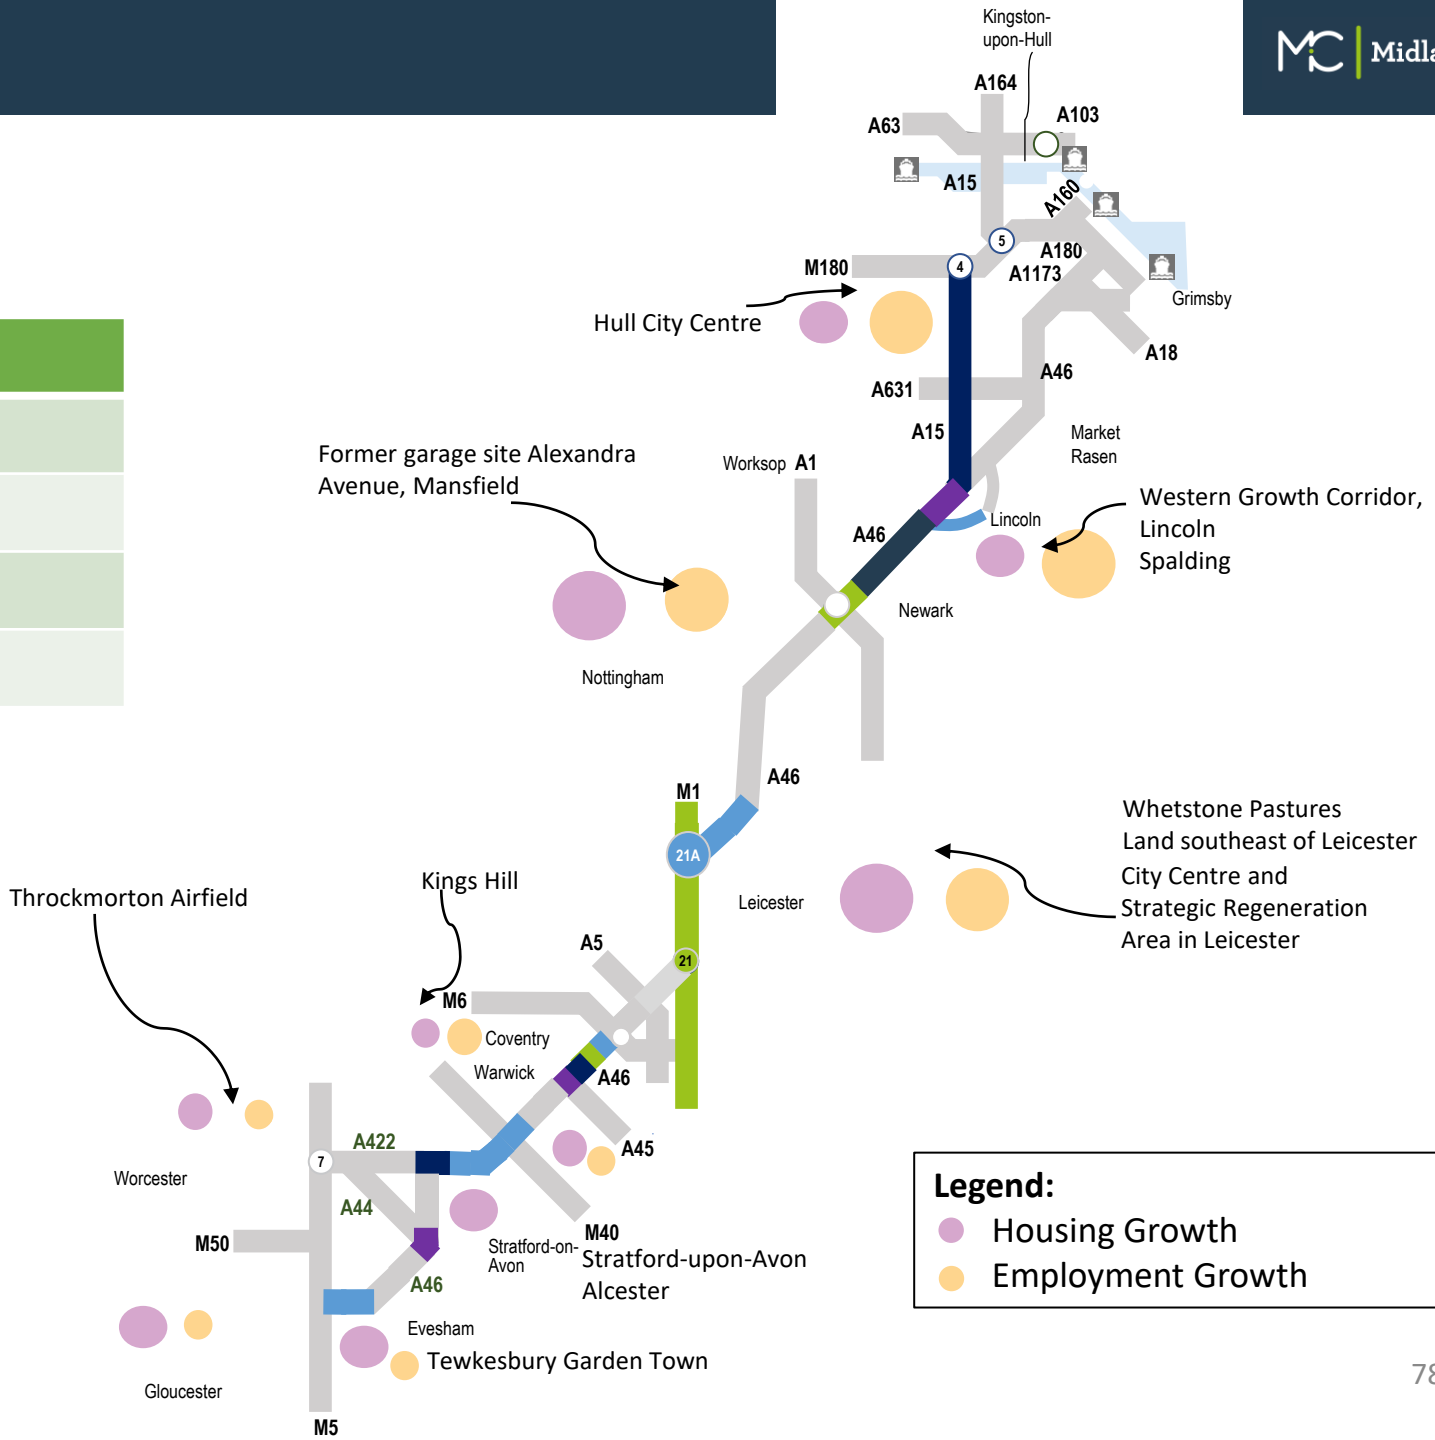 Kingston-
upon-Hull
MiC Midla
A164
A63
A103
A15
A160
5
A180
M180
4
A1173
Grimsby
Hull City Centre
A18
A46
A631
A15
Market
Rasen
Former garage site Alexandra
Avenue, Mansfield
Worksop A1
Western Growth Corridor,
Lincoln
Spalding
Lincoln
A46
Newark
Nottingham
A46
M1
Whetstone Pastures
Land southeast of Leicester
City Centre and
Strategic Regeneration
Area in Leicester
21A
Kings Hill
Throckmorton Airfield
Leicester
A5
21
M6
Coventry
Warwick
A46
A422
A45
7
Worcester
A44
M50
M40
Stratford-on-
Avon
Stratford-upon-Avon
Alcester
A46
Legend:
Housing Growth
Employment Growth
Evesham
Tewkesbury Garden Town
Gloucester
M5
78